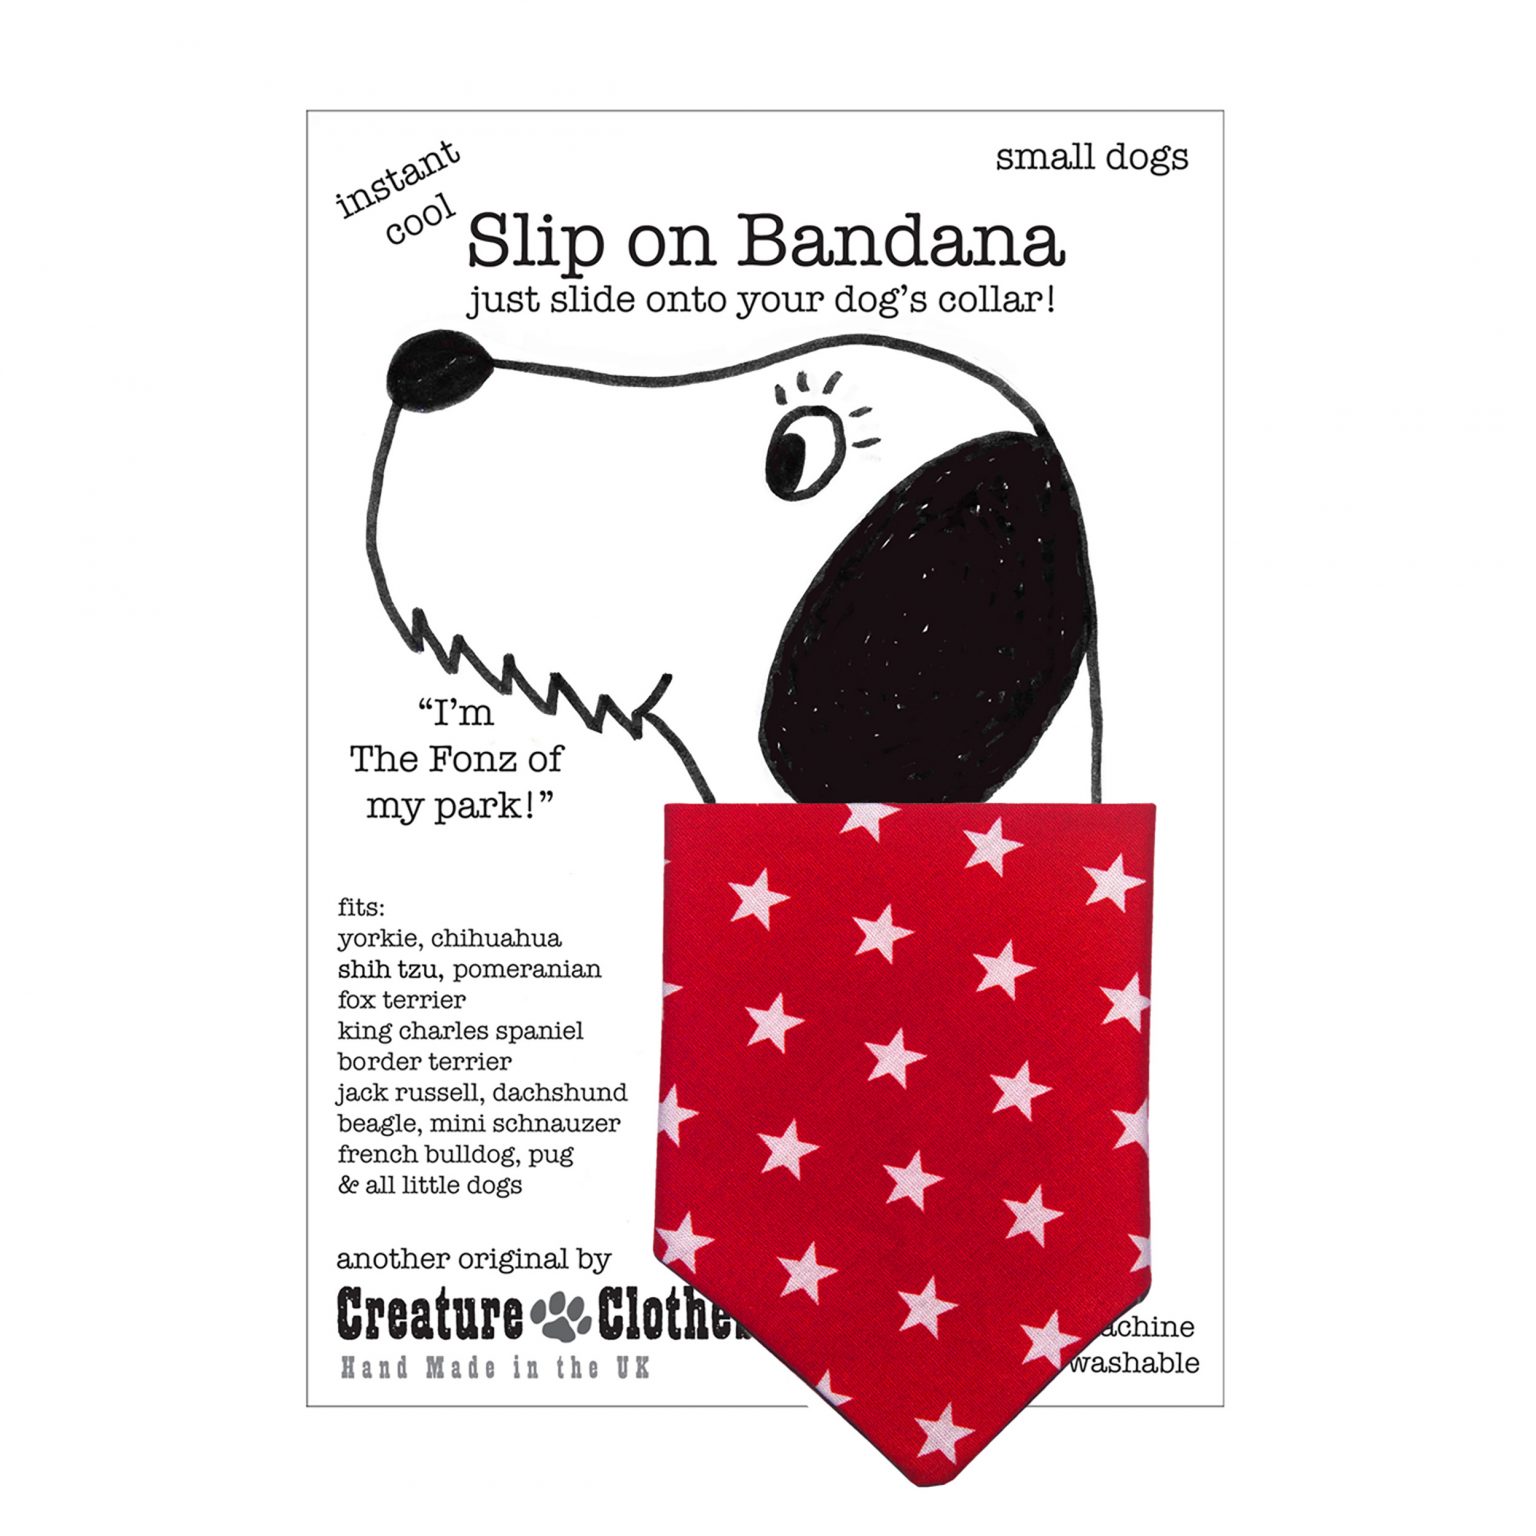 instant
cool
small dogs
Slip on Bandana
just slide onto your dog's collar!
"I'm
The Fonz of
my park!"
fits:
yorkie, chihuahua
shih tzu, pomeranian
fox terrier
king charles spaniel
border terrier
jack russell, dachshund
beagle, mini schnauzer
french bulldog, pug
& all little dogs
another original by
Creature Clothes
Hand Made in the UK
achine
washable